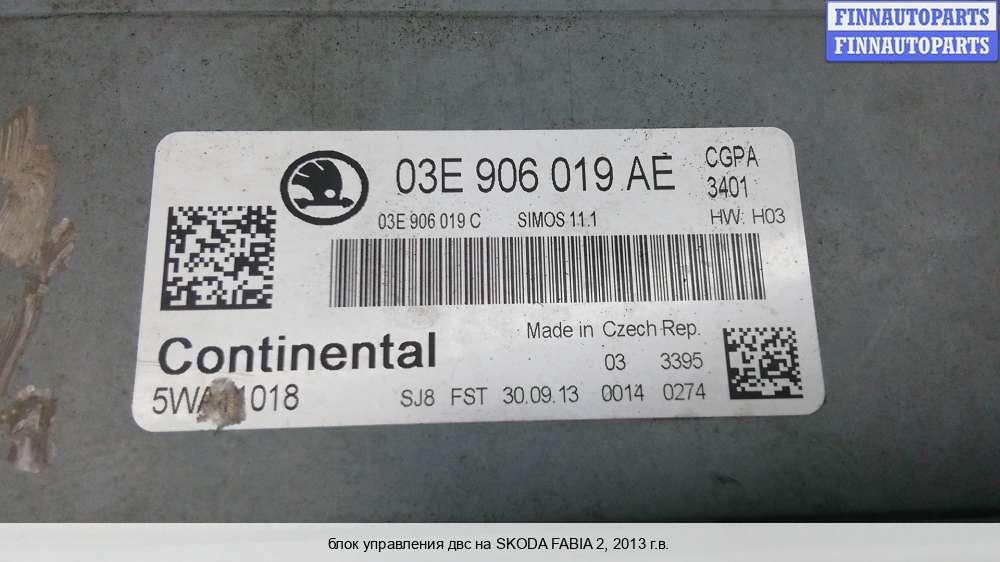 FINNAUTOPARTS
FINNAUTOPARTS
03E 906 019 AE
CGPA
3401
03E 906 019 C SIMOS 11.1 HW: H03
Continental
Made in Czech Rep.
03 3395
SJ8 FST 30.09.13 0014 0274
блок управления двс на SKODA FABIA 2, 2013 г.в.